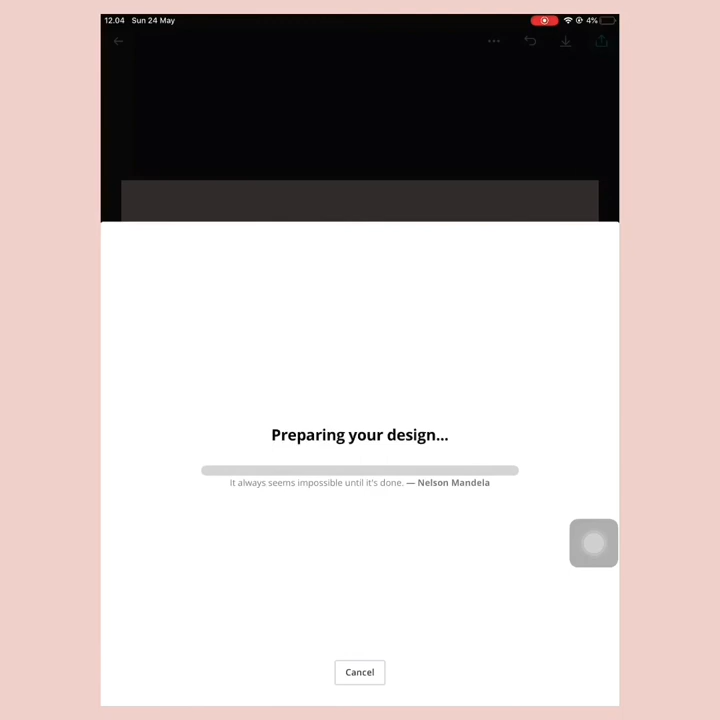 12.04 Sun 24 May 4%
Preparing your design...
It always seems impossible until it's done. — Nelson Mandela
Cancel